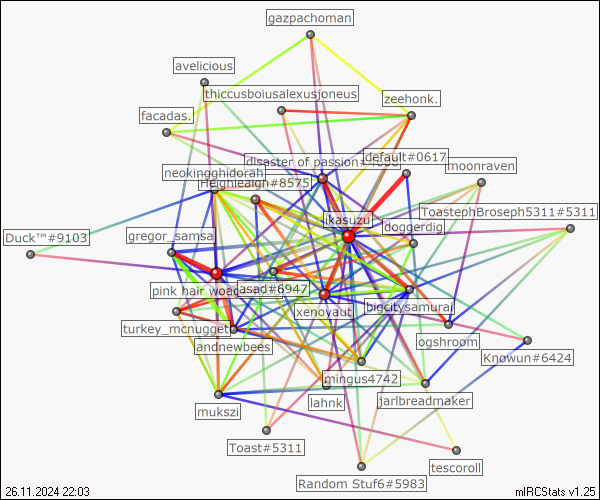 gazpachoman
avelicious
thiccusboiusalexusjoneus
zeehonk.
facadas.
default#0617
disaster of passion#4
neokingghidorah
moonraven
Heighleaigh#8575
ToastephBroseph5311#5311
ikasuzu
doggerdig
Duck™#9103
gregor_samsa
pink hair woa
asad#6947
bigcitysamurai
xenoyaut
turkey_mcnugget
ogshroom
andnewbees
Knowun#6424
mingus4742
jarlbreadmaker
lahnk
mukszi
Toast#5311
tescoroll
Random Stuf6#5983
26.11.2024 22:03
mIRCStats v1.25